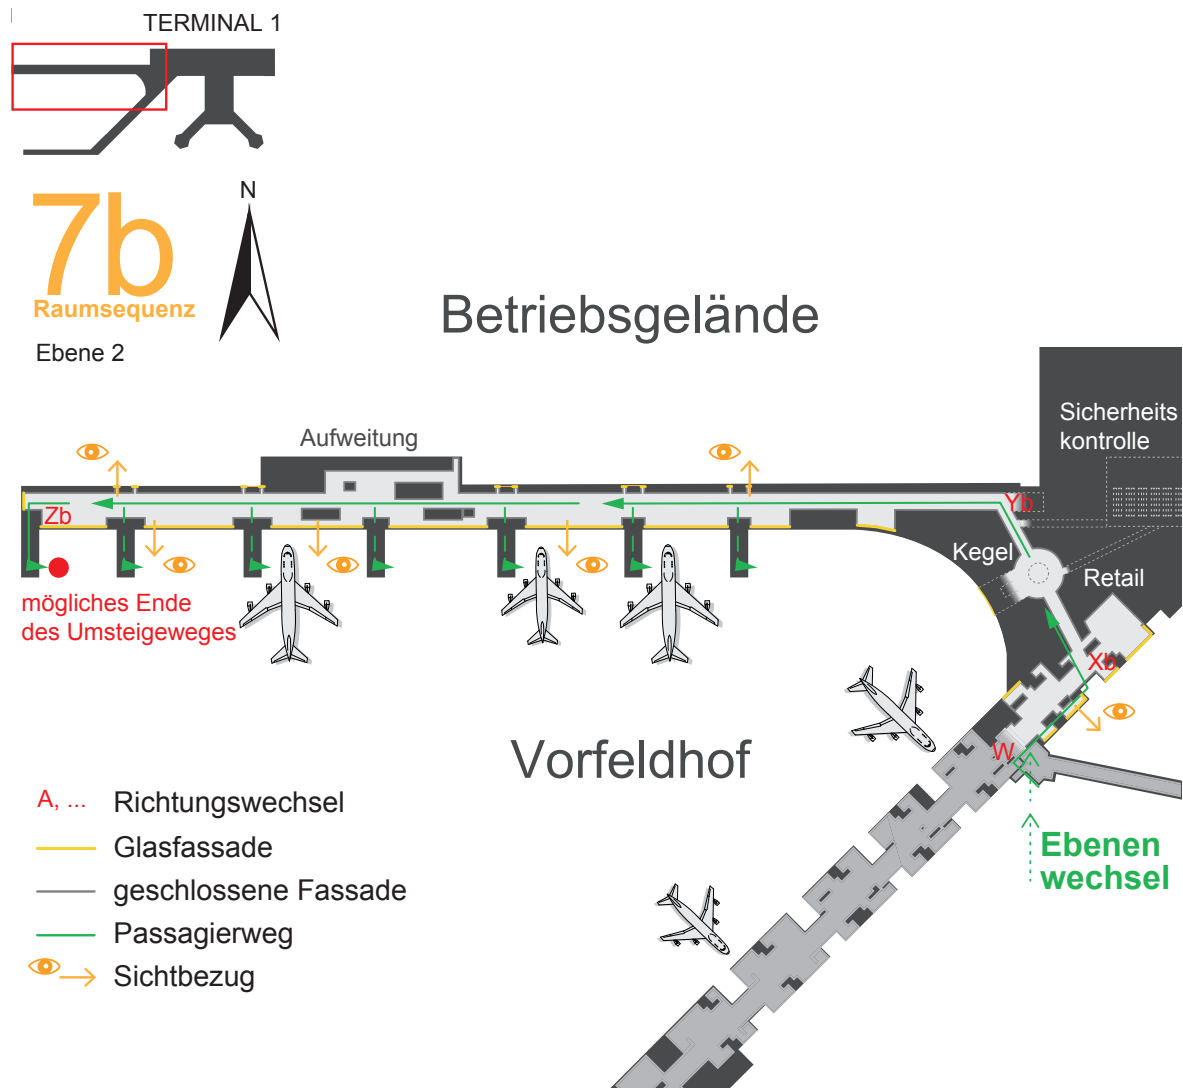 TERMINAL 1
N
7b
Raumsequenz
Ebene 2
Betriebsgelände
Sicherheits
kontrolle
Aufweitung
Zb
Yb
Kegel
Retail
mögliches Ende
des Umsteigeweges
Xb
W
Vorfeldhof
Ebenen
wechsel
A, ... Richtungswechsel
Glasfassade
geschlossene Fassade
Passagierweg
Sichtbezug